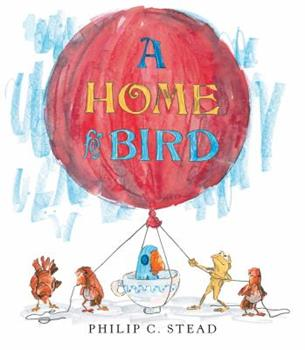 A
HOME
for BIRD
PHILIP C. STEAD